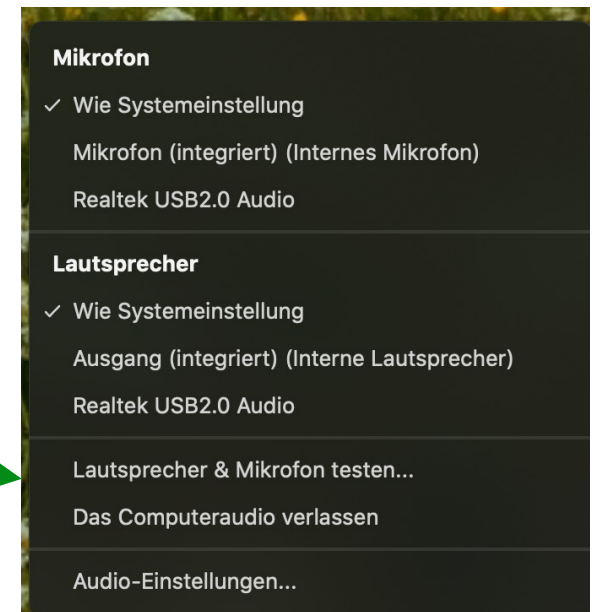 Mikrofon
✓ Wie Systemeinstellung
Mikrofon (integriert) (Internes Mikrofon)
Realtek USB2.0 Audio
Lautsprecher
✓ Wie Systemeinstellung
Ausgang (integriert) (Interne Lautsprecher)
Realtek USB2.0 Audio
Lautsprecher & Mikrofon testen...
Das Computeraudio verlassen
Audio-Einstellungen...